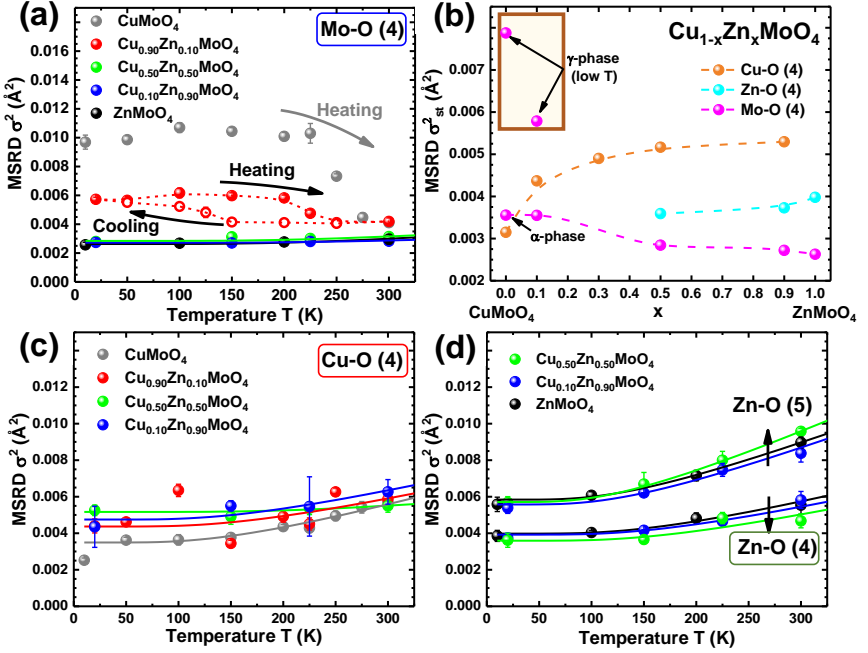 (a)
Mo-O (4)
CuMoO₄
Cu₀.₉₀Zn₀.₁₀MoO₄
Cu₀.₅₀Zn₀.₅₀MoO₄
Cu₀.₁₀Zn₀.₉₀MoO₄
ZnMoO₄
Heating
Heating
Cooling
MSRD σ² (Å²)
0.016
0.014
0.012
0.010
0.008
0.006
0.004
0.002
0.000
0 50 100 150 200 250 300
Temperature T (K)
(b)
Cu₁₋ₓZnₓMoO₄
γ-phase
(low T)
Cu-O (4)
Zn-O (4)
Mo-O (4)
α-phase
MSRD σ²ₛₜ (Å²)
0.008
0.007
0.006
0.005
0.004
0.003
0.002
0.0 0.1 0.2 0.3 0.4 0.5 0.6 0.7 0.8 0.9 1.0
CuMoO₄ x ZnMoO₄
(c)
Cu-O (4)
CuMoO₄
Cu₀.₉₀Zn₀.₁₀MoO₄
Cu₀.₅₀Zn₀.₅₀MoO₄
Cu₀.₁₀Zn₀.₉₀MoO₄
MSRD σ² (Å²)
0.014
0.012
0.010
0.008
0.006
0.004
0.002
0.000
0 50 100 150 200 250 300
Temperature T (K)
(d)
Cu₀.₅₀Zn₀.₅₀MoO₄
Cu₀.₁₀Zn₀.₉₀MoO₄
ZnMoO₄
Zn-O (5)
Zn-O (4)
MSRD σ² (Å²)
0.014
0.012
0.010
0.008
0.006
0.004
0.002
0.000
0 50 100 150 200 250 300
Temperature T (K)